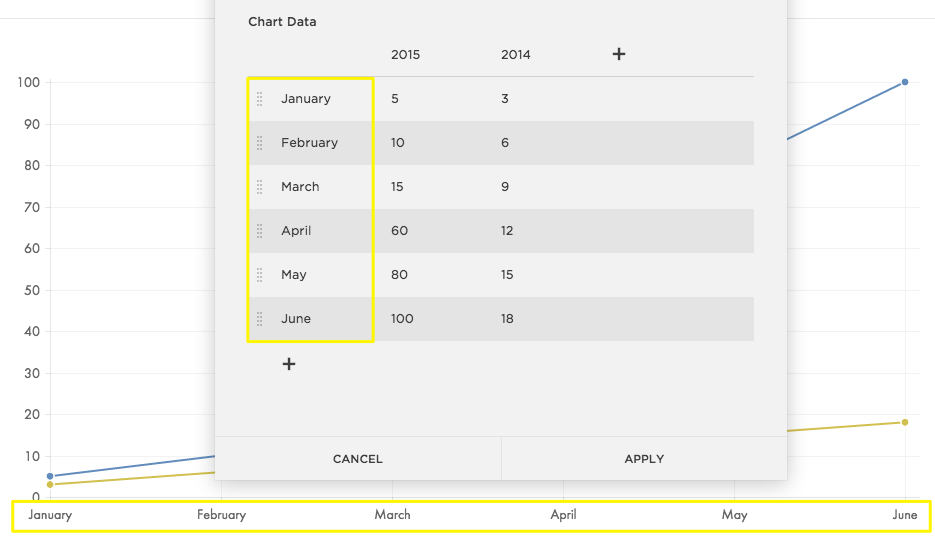 Chart Data
2015 2014 +
January 5 3
February 10 6
March 15 9
April 60 12
May 80 15
June 100 18
+
CANCEL APPLY
100
90
80
70
60
50
40
30
20
10
0
January February March April May June